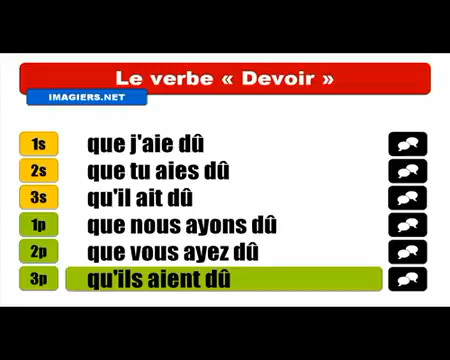 Le verbe « Devoir »
IMAGIERS.NET
1s que j'aie dû
2s que tu aies dû
3s qu'il ait dû
1p que nous ayons dû
2p que vous ayez dû
3p qu'ils aient dû